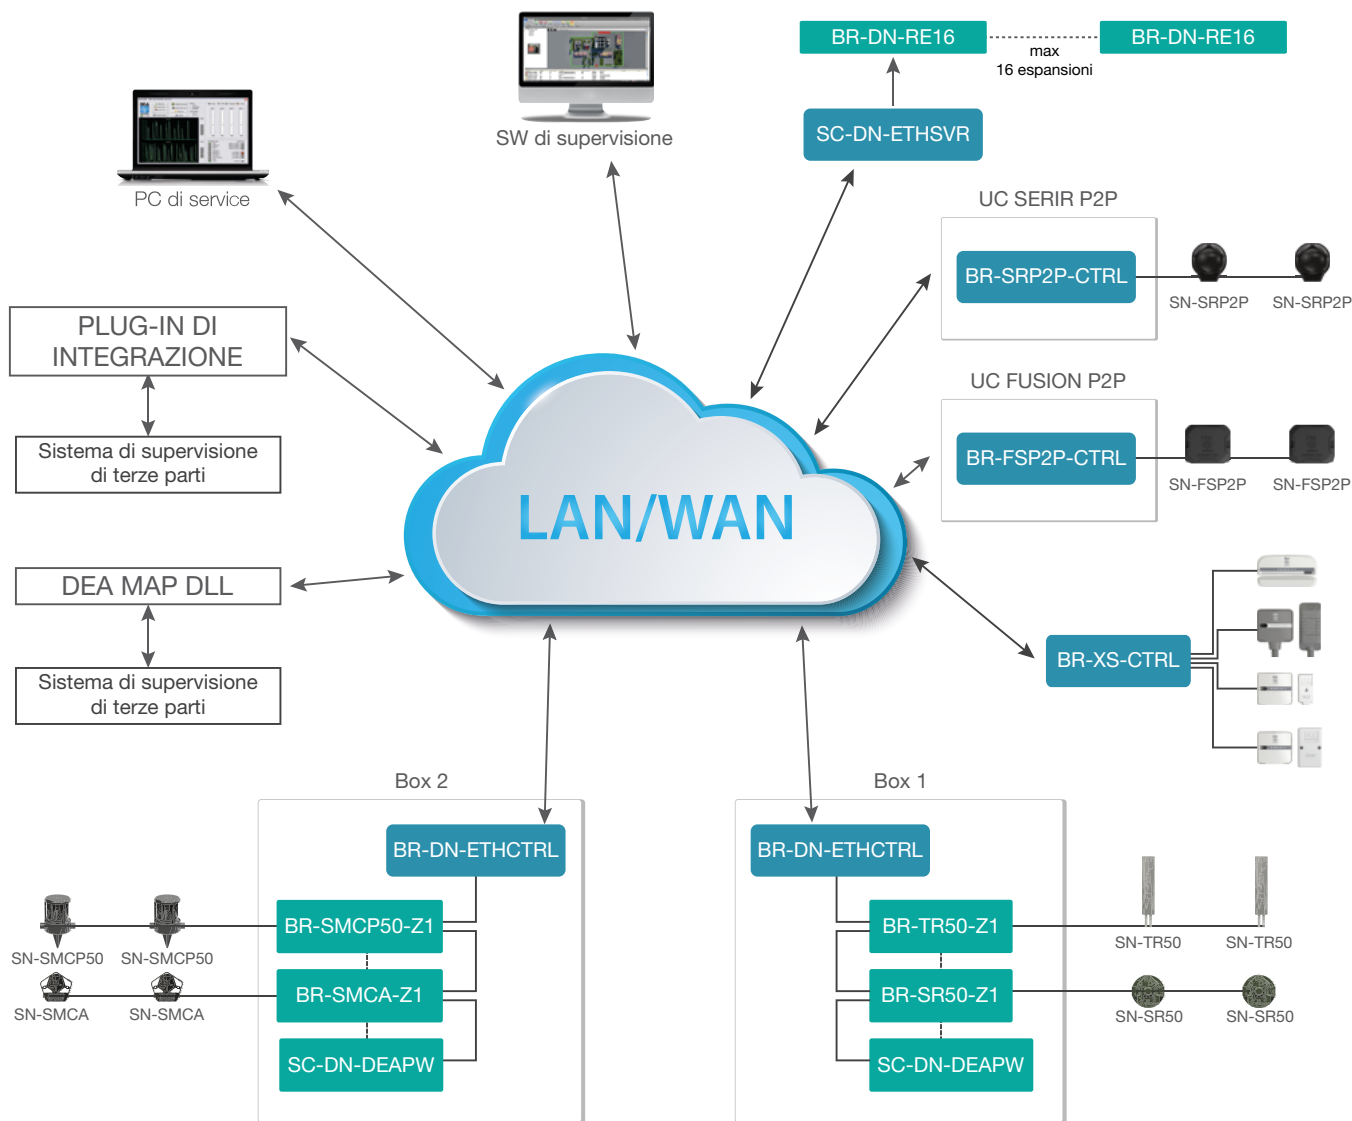 BR-DN-RE16
BR-DN-RE16
max
16 espansioni
SC-DN-ETHSVR
SW di supervisione
PC di service
UC SERIR P2P
BR-SRP2P-CTRL
SN-SRP2P
SN-SRP2P
PLUG-IN DI
INTEGRAZIONE
Sistema di supervisione
di terze parti
UC FUSION P2P
BR-FSP2P-CTRL
SN-FSP2P
SN-FSP2P
LAN/WAN
DEA MAP DLL
Sistema di supervisione
di terze parti
BR-XS-CTRL
Box 2
BR-DN-ETHCTRL
BR-SMCP50-Z1
SN-SMCP50
SN-SMCP50
BR-SMCA-Z1
SN-SMCA
SN-SMCA
SC-DN-DEAPW
Box 1
BR-DN-ETHCTRL
BR-TR50-Z1
SN-TR50
SN-TR50
BR-SR50-Z1
SN-SR50
SN-SR50
SC-DN-DEAPW